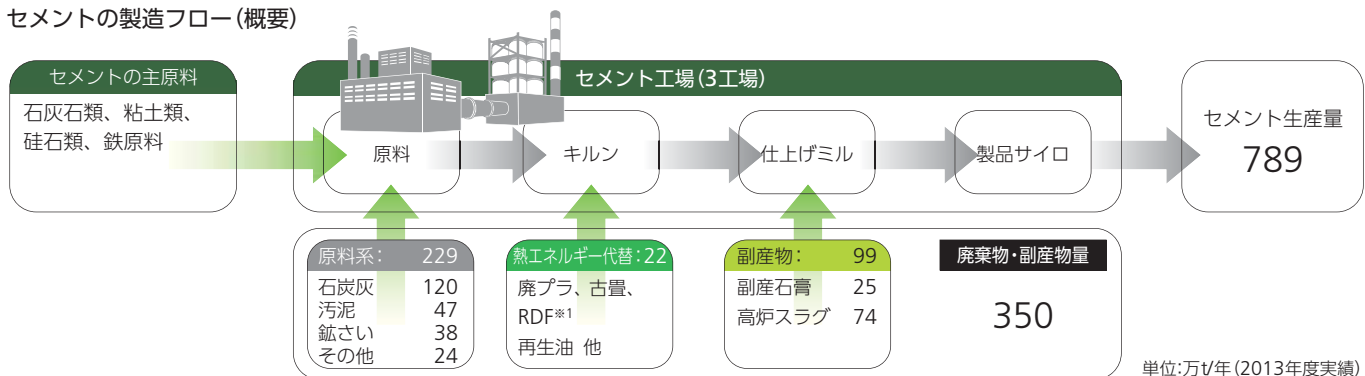 セメントの製造フロー(概要)
セメントの主原料
石灰石類、粘土類、
硅石類、鉄原料
セメント工場(3工場)
原料
キルン
仕上げミル
製品サイロ
セメント生産量
789
原料系: 229
石炭灰 120
汚泥 47
鉱さい 38
その他 24
熱エネルギー代替:22
廃プラ、古畳、
RDF※1
再生油 他
副産物: 99
副産石膏 25
高炉スラグ 74
廃棄物・副産物量
350
単位:万t/年(2013年度実績)